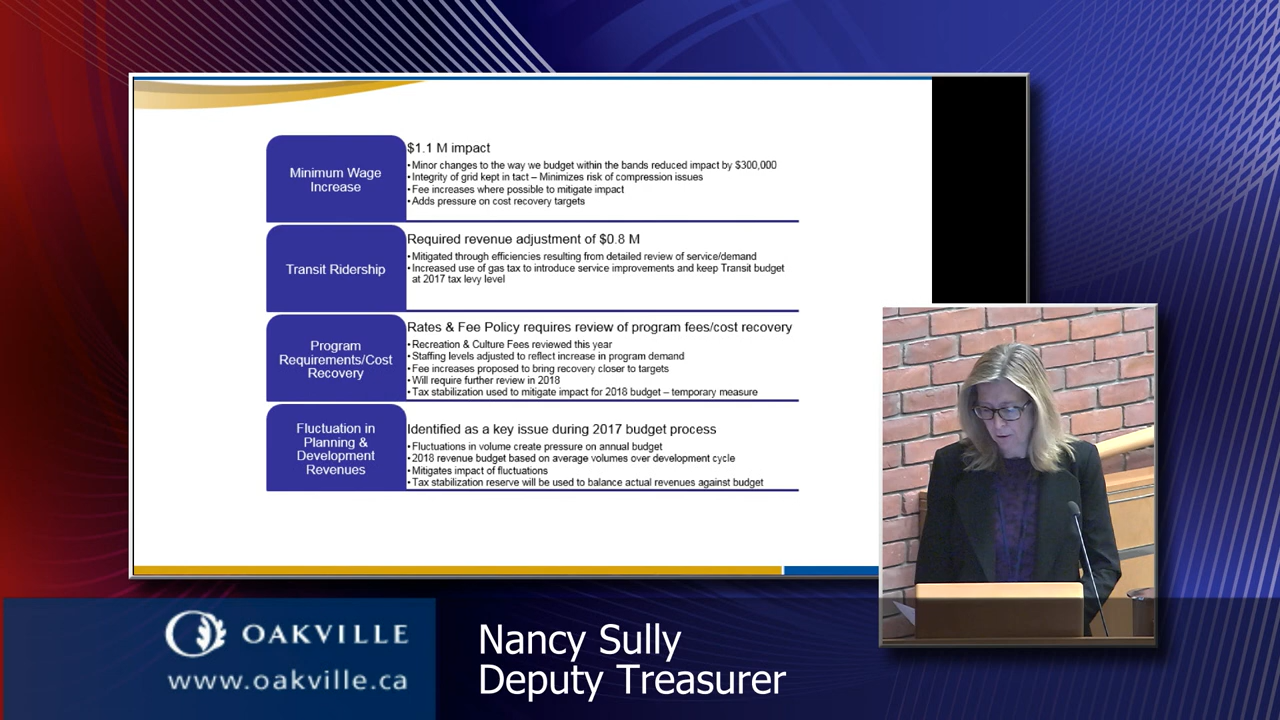 Minimum Wage
Increase
$1.1 M impact
•Minor changes to the way we budget within the bands reduced impact by $300,000
•Integrity of grid kept in tact – Minimizes risk of compression issues
•Fee increases where possible to mitigate impact
•Adds pressure on cost recovery targets
Transit Ridership
Required revenue adjustment of $0.8 M
•Mitigated through efficiencies resulting from detailed review of service/demand
•Increased use of gas tax to introduce service improvements and keep Transit budget
at 2017 tax levy level
Program
Requirements/Cost
Recovery
Rates & Fee Policy requires review of program fees/cost recovery
•Recreation & Culture Fees reviewed this year
•Staffing levels adjusted to reflect increase in program demand
•Fee increases proposed to bring recovery closer to targets
•Will require further review in 2018
•Tax stabilization used to mitigate impact for 2018 budget – temporary measure
Fluctuation in
Planning &
Development
Revenues
Identified as a key issue during 2017 budget process
•Fluctuations in volume create pressure on annual budget
•2018 revenue budget based on average volumes over development cycle
•Mitigates impact of fluctuations
•Tax stabilization reserve will be used to balance actual revenues against budget
OAKVILLE
www.oakville.ca
Nancy Sully
Deputy Treasurer